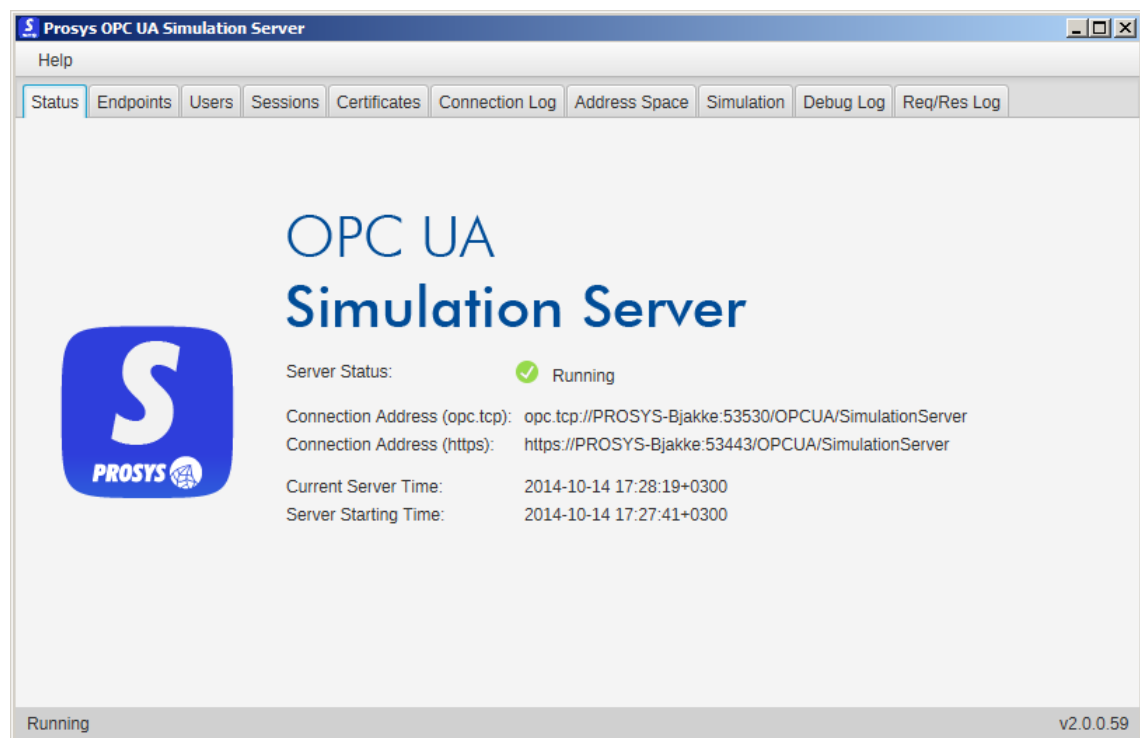 Prosys OPC UA Simulation Server
Help
Status Endpoints Users Sessions Certificates Connection Log Address Space Simulation Debug Log Req/Res Log
OPC UA
Simulation Server
Server Status: Running
Connection Address (opc.tcp): opc.tcp://PROSYS-Bjakke:53530/OPCUA/SimulationServer
Connection Address (https): https://PROSYS-Bjakke:53443/OPCUA/SimulationServer
Current Server Time: 2014-10-14 17:28:19+0300
Server Starting Time: 2014-10-14 17:27:41+0300
S
PROSYS
Running v2.0.0.59